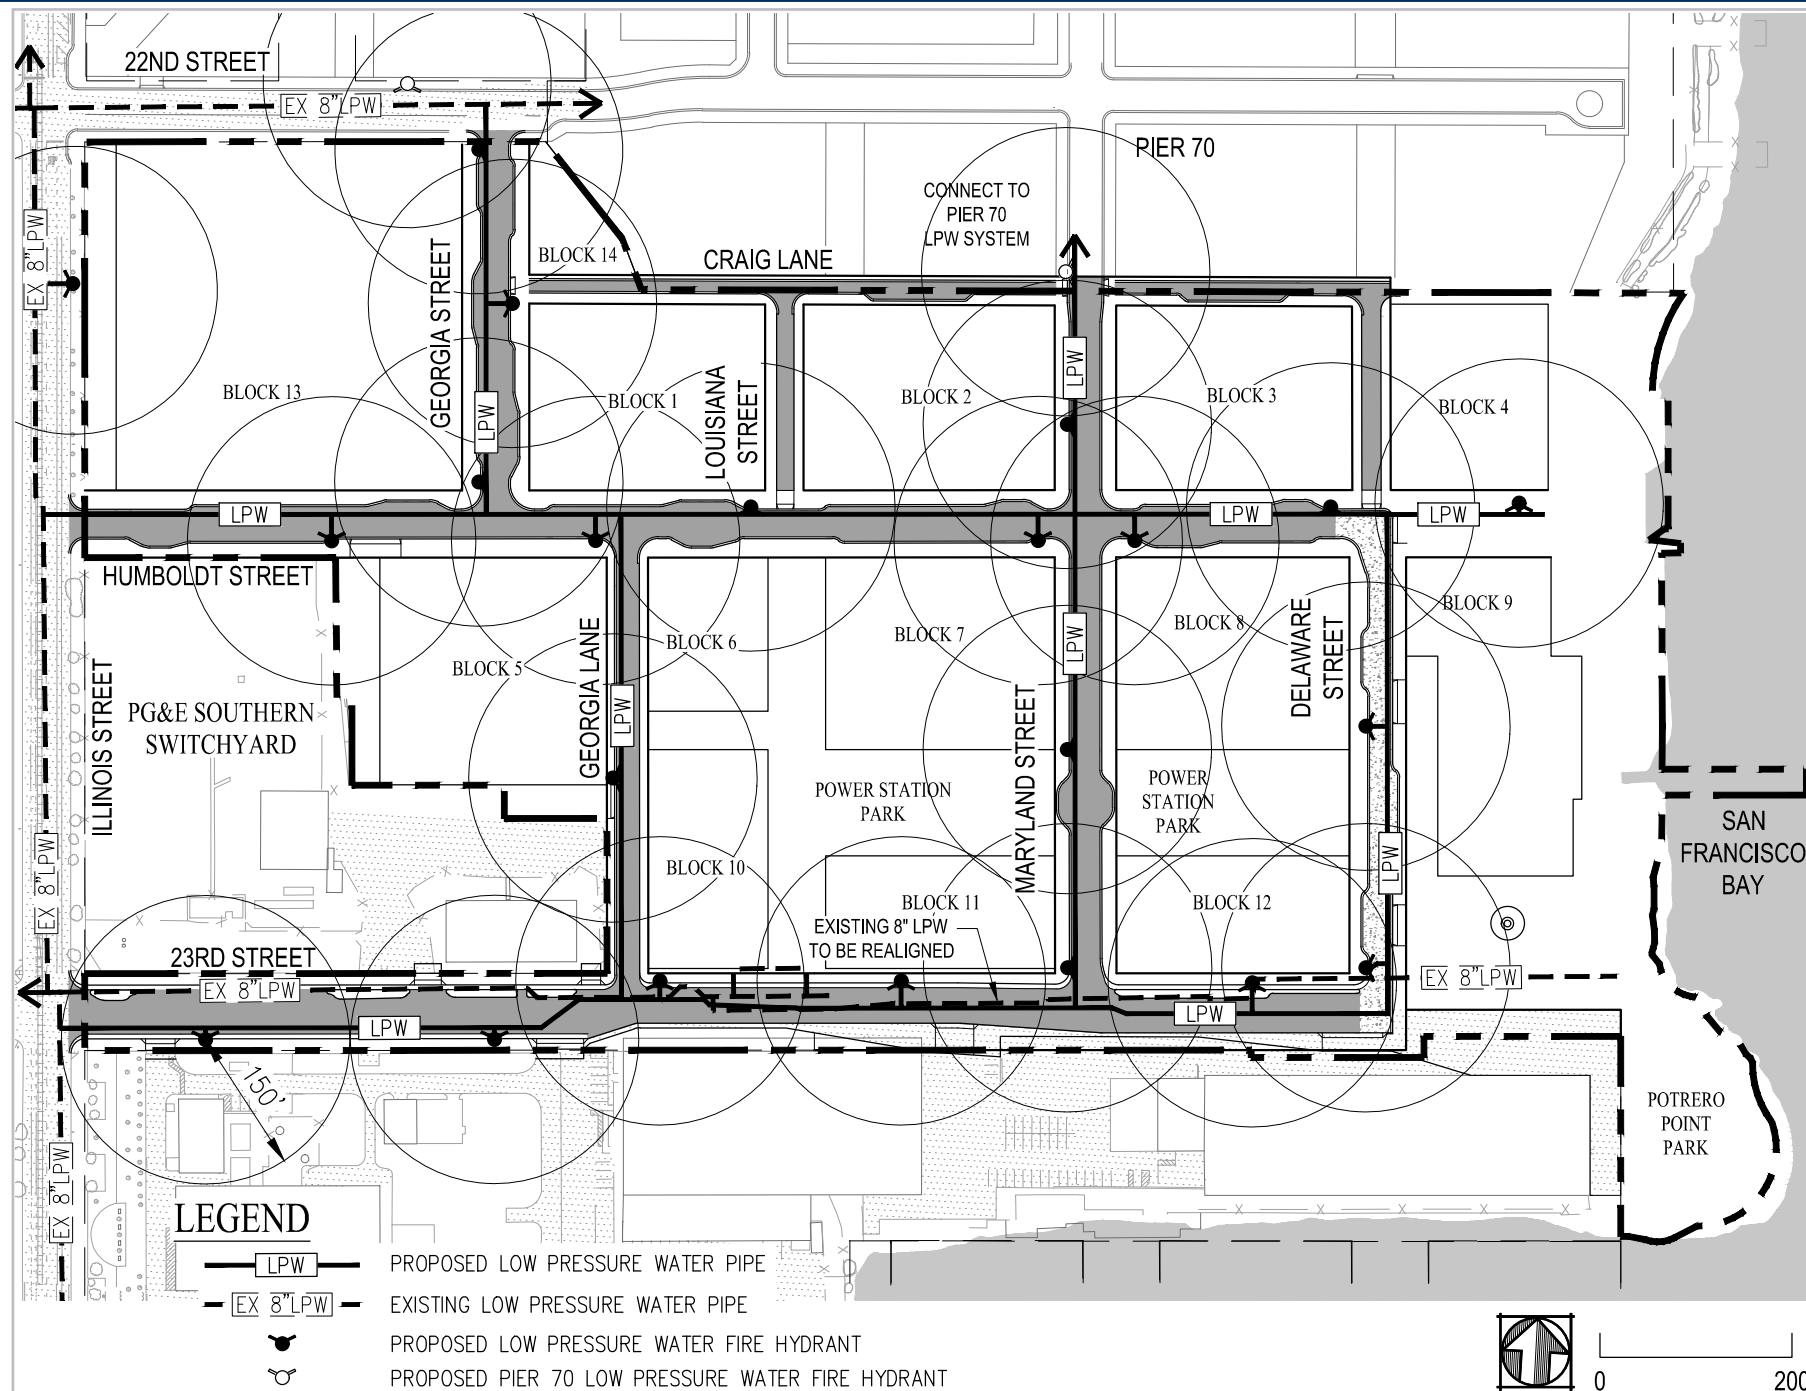 22ND STREET
EX 8"LPW
PIER 70
CONNECT TO
PIER 70
LPW SYSTEM
EX 8"LPW
GEORGIA STREET
BLOCK 14
CRAIG LANE
LPW
BLOCK 13
LPW
BLOCK 1
LOUISIANA
STREET
BLOCK 2
BLOCK 3
BLOCK 4
LPW
LPW
LPW
HUMBOLDT STREET
BLOCK 5
GEORGIA LANE
BLOCK 6
BLOCK 7
LPW
BLOCK 8
DELAWARE
STREET
BLOCK 9
ILLINOIS STREET
PG&E SOUTHERN
SWITCHYARD
LPW
MARYLAND STREET
POWER STATION
PARK
POWER
STATION
PARK
SAN
FRANCISCO
BAY
EX 8"LPW
BLOCK 10
LPW
BLOCK 11
BLOCK 12
EXISTING 8" LPW
TO BE REALIGNED
23RD STREET
EX 8"LPW
EX 8"LPW
LPW
LPW
150'
POTRERO
POINT
PARK
EX 8"LPW
LEGEND
LPW PROPOSED LOW PRESSURE WATER PIPE
EX 8"LPW EXISTING LOW PRESSURE WATER PIPE
PROPOSED LOW PRESSURE WATER FIRE HYDRANT
PROPOSED PIER 70 LOW PRESSURE WATER FIRE HYDRANT
0 200